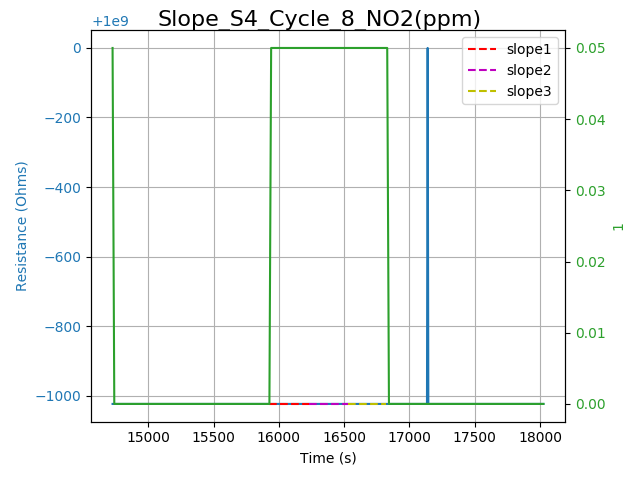 Slope_S4_Cycle_8_NO2(ppm)
+1e9
0
−200
−400
−600
−800
−1000
Resistance (Ohms)
slope1
slope2
slope3
0.05
0.04
0.03
0.02
0.01
0.00
1
15000 15500 16000 16500 17000 17500 18000
Time (s)